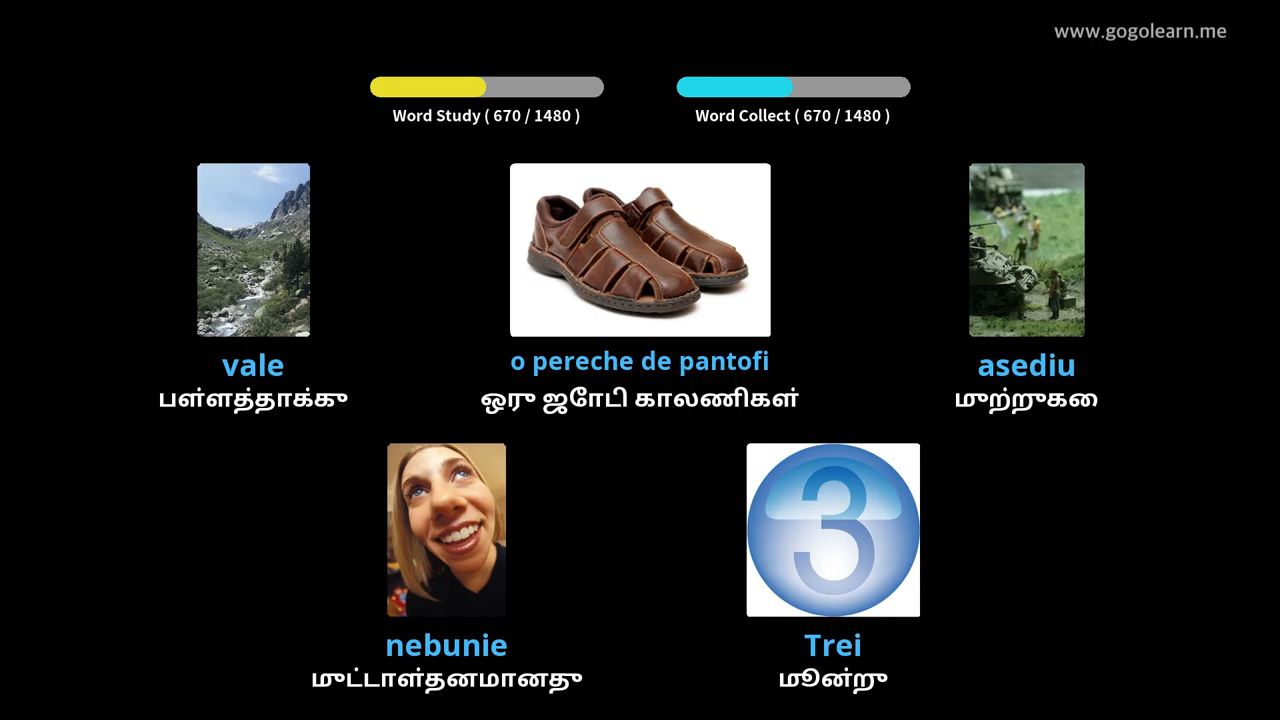 www.gogolearn.me
Word Study ( 670 / 1480 )
Word Collect ( 670 / 1480 )
vale
பள்ளத்தாக்கு
o pereche de pantofi
ஒரு ஜோடி காலணிகள்
asediu
முற்றுகை
3
nebunie
முட்டாள்தனமானது
Trei
மூன்று